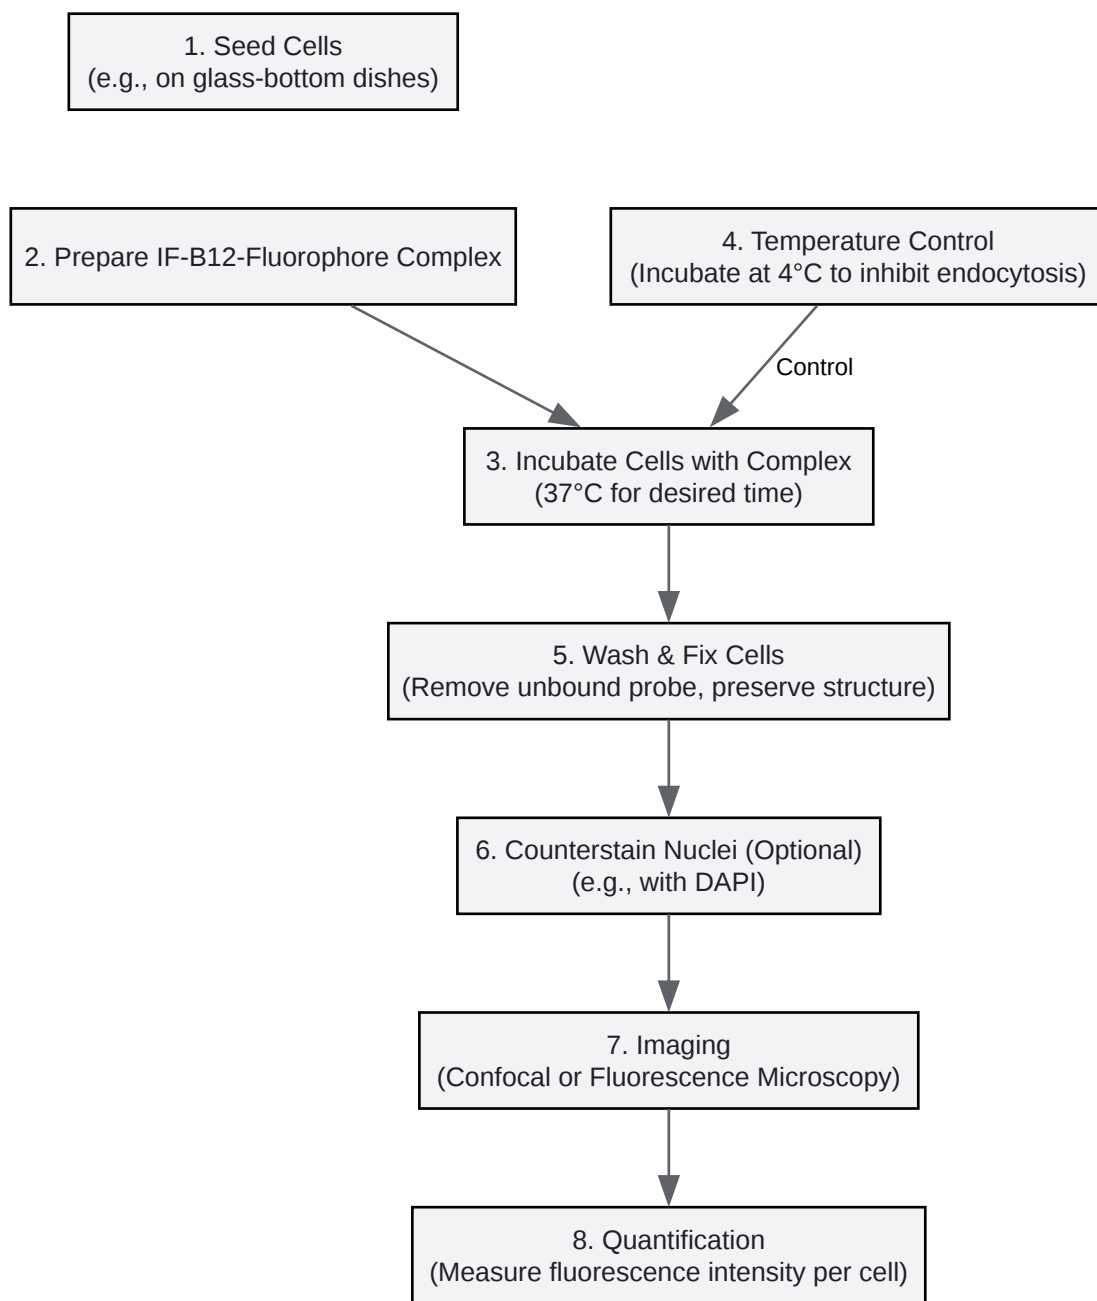 1. Seed Cells
(e.g., on glass-bottom dishes)
2. Prepare IF-B12-Fluorophore Complex
4. Temperature Control
(Incubate at 4°C to inhibit endocytosis)
Control
3. Incubate Cells with Complex
(37°C for desired time)
5. Wash & Fix Cells
(Remove unbound probe, preserve structure)
6. Counterstain Nuclei (Optional)
(e.g., with DAPI)
7. Imaging
(Confocal or Fluorescence Microscopy)
8. Quantification
(Measure fluorescence intensity per cell)